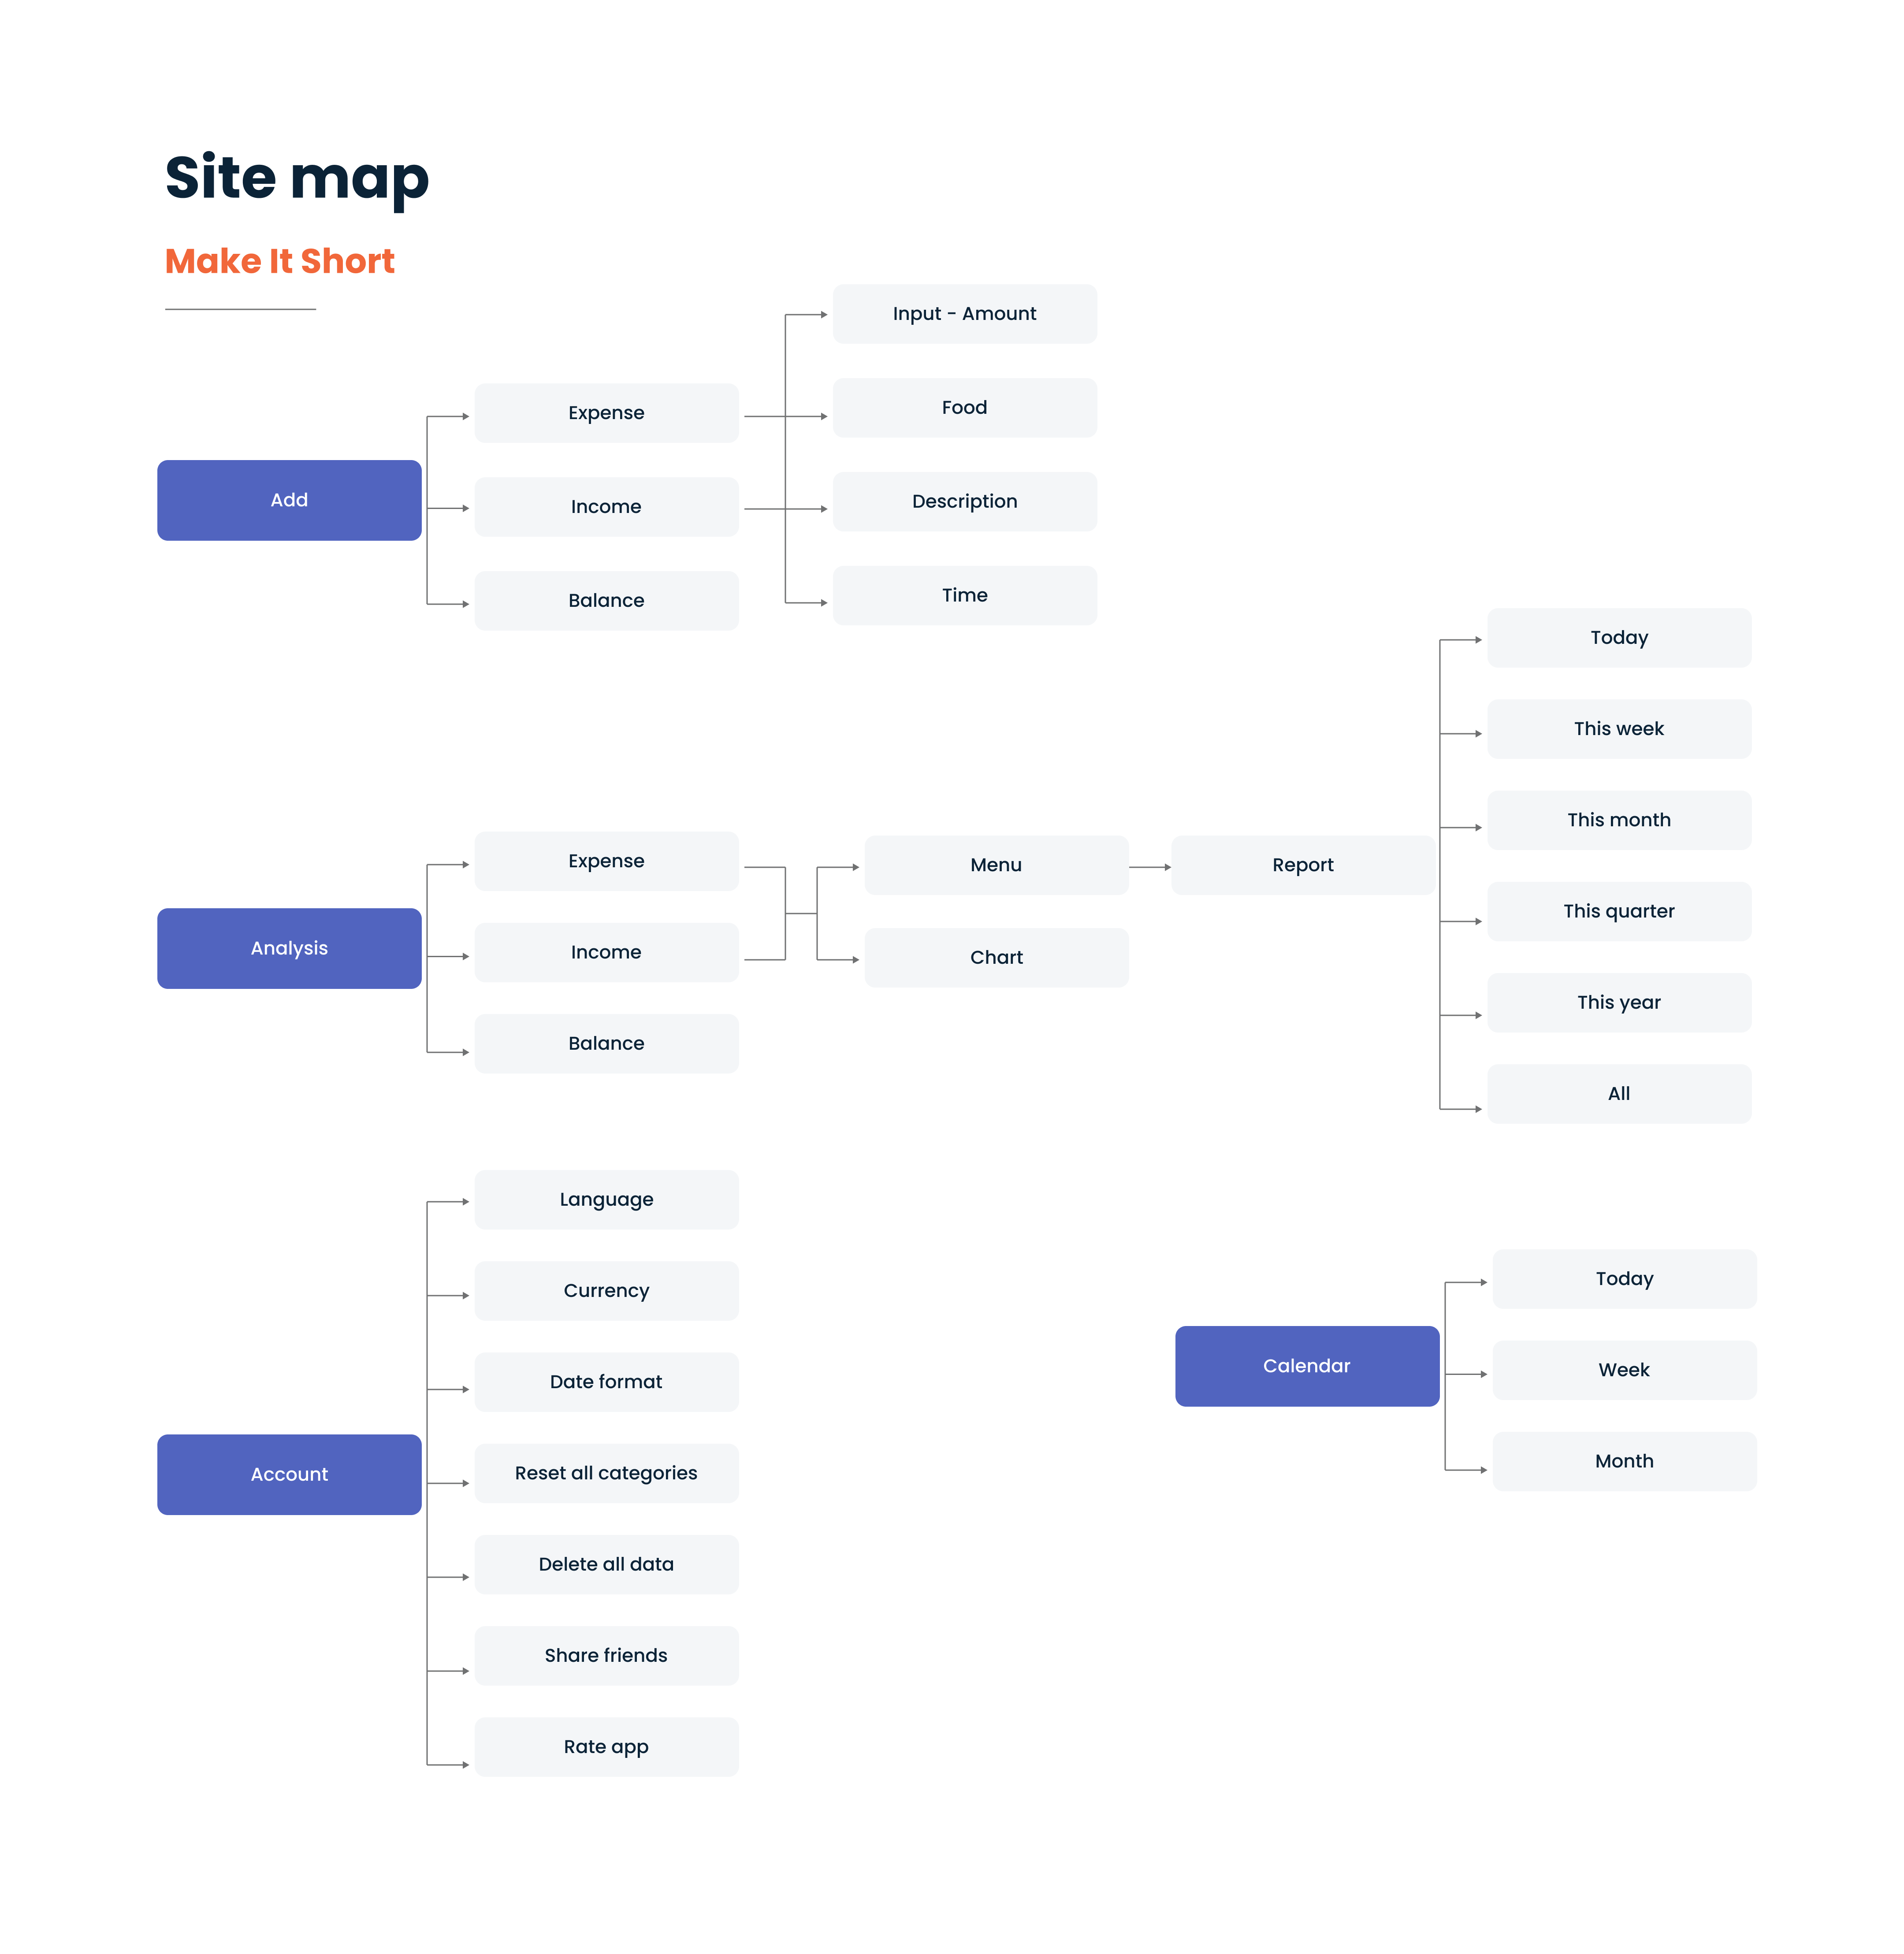 Site map
Make It Short
Add
Expense
Income
Balance
Input - Amount
Food
Description
Time
Analysis
Expense
Income
Balance
Menu
Chart
Report
Today
This week
This month
This quarter
This year
All
Account
Language
Currency
Date format
Reset all categories
Delete all data
Share friends
Rate app
Calendar
Today
Week
Month